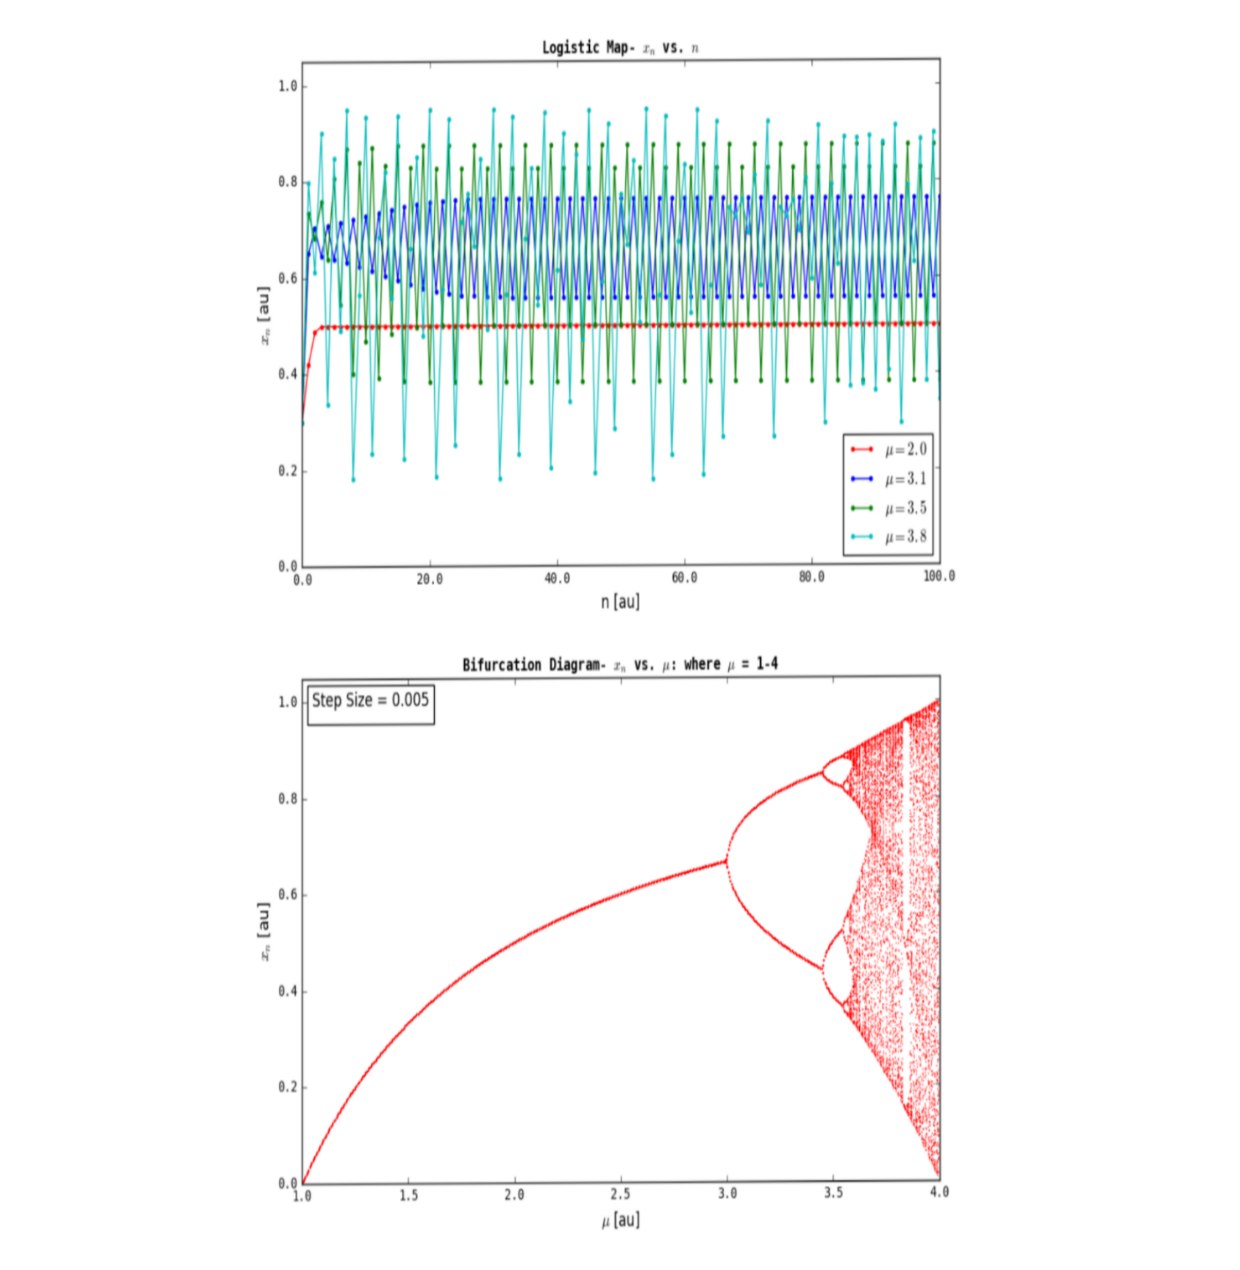 Logistic Map- xₙ vs. n
1.0
0.8
0.6
0.4
0.2
0.0
xₙ [au]
μ=2.0
μ=3.1
μ=3.5
μ=3.8
0.0 20.0 40.0 60.0 80.0 100.0
n [au]
Bifurcation Diagram- xₙ vs. μ: where μ = 1-4
Step Size = 0.005
1.0
0.8
0.6
0.4
0.2
0.0
xₙ [au]
1.0 1.5 2.0 2.5 3.0 3.5 4.0
μ [au]